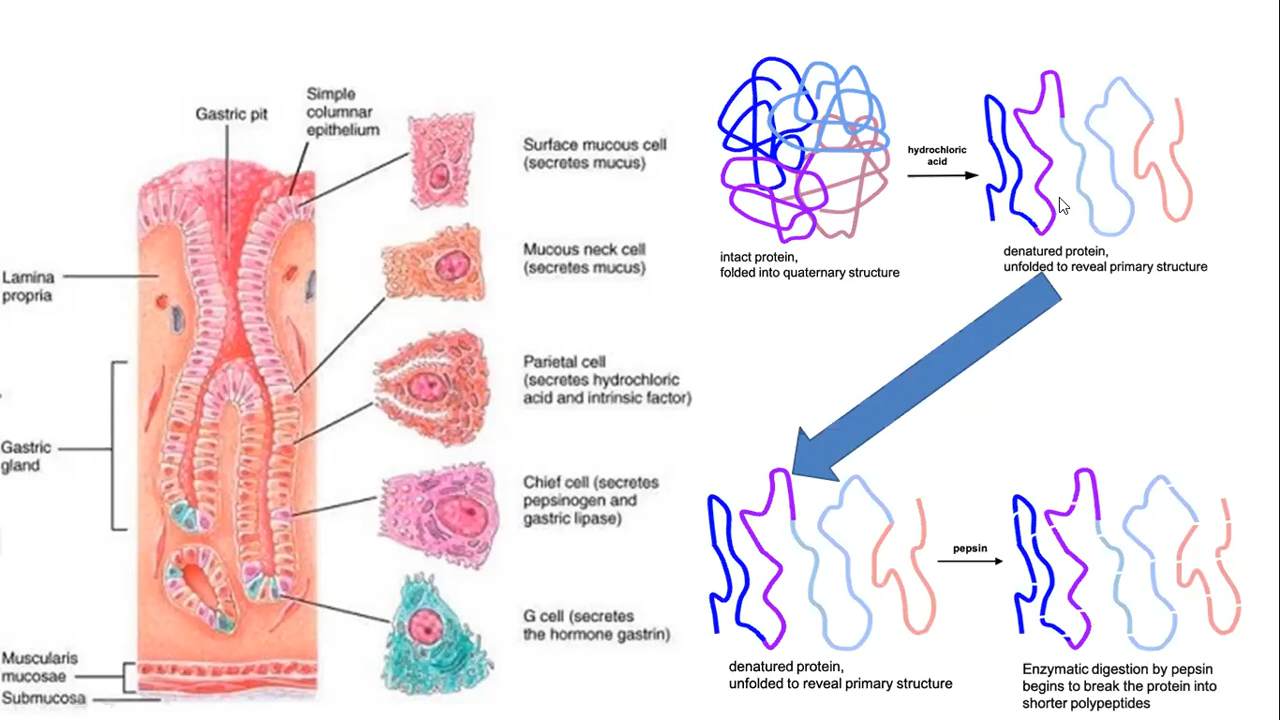 Gastric pit
Simple
columnar
epithelium
Lamina
propria
Gastric
gland
Muscularis
mucosae
Submucosa
Surface mucous cell
(secretes mucus)
Mucous neck cell
(secretes mucus)
Parietal cell
(secretes hydrochloric
acid and intrinsic factor)
Chief cell (secretes
pepsinogen and
gastric lipase)
G cell (secretes
the hormone gastrin)
hydrochloric
acid
intact protein,
folded into quaternary structure
denatured protein,
unfolded to reveal primary structure
pepsin
denatured protein,
unfolded to reveal primary structure
Enzymatic digestion by pepsin
begins to break the protein into
shorter polypeptides